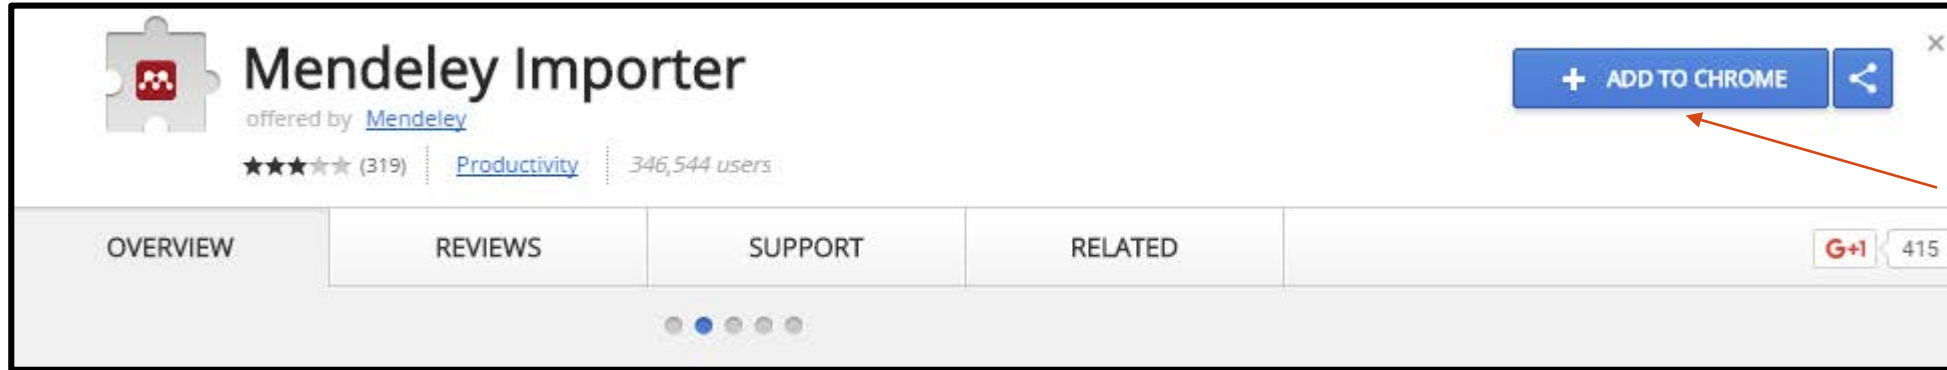 Mendeley Importer
offered by Mendeley
(319) Productivity 346,544 users
+ ADD TO CHROME
OVERVIEW REVIEWS SUPPORT RELATED
G+1 415